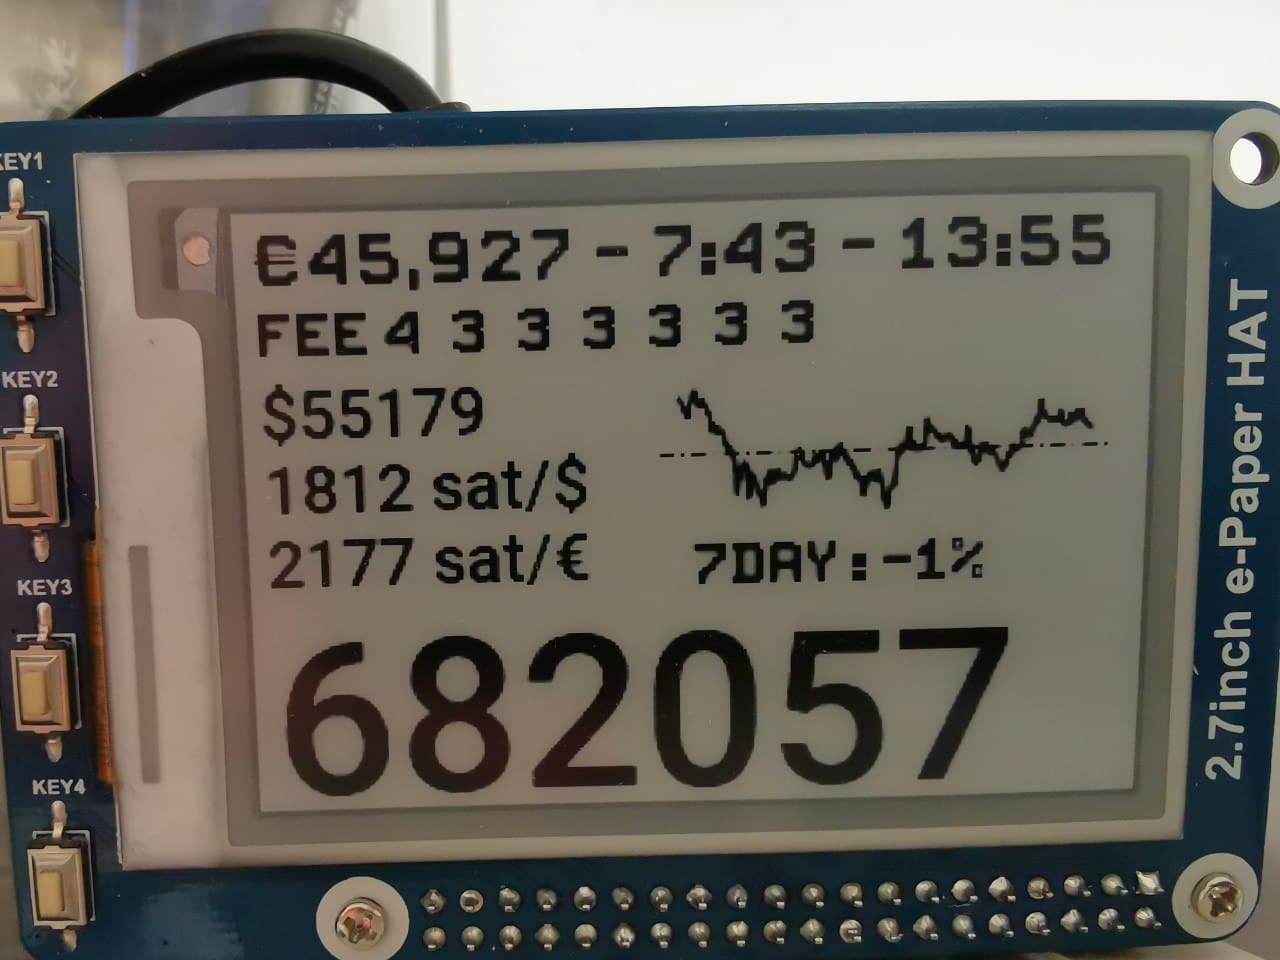 KEY1
KEY2
KEY3
KEY4
€45,927 - 7:43 - 13:55
FEE 4 3 3 3 3 3 3
$55179
1812 sat/$
2177 sat/€
7DAY:-1%
682057
2.7inch e-Paper HAT